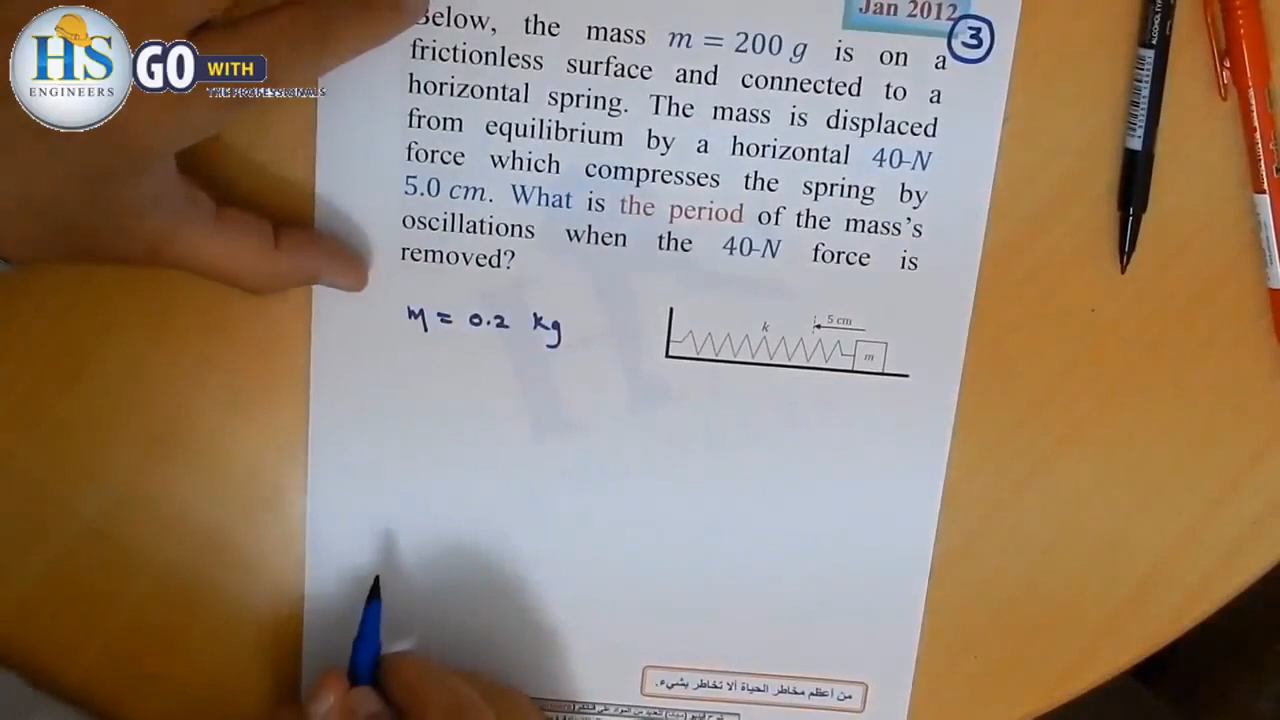 HS
ENGINEERS
GO WITH
THE PROFESSIONALS
Jan 2012
3
Below, the mass m = 200 g is on a
frictionless surface and connected to a
horizontal spring. The mass is displaced
from equilibrium by a horizontal 40-N
force which compresses the spring by
5.0 cm. What is the period of the mass's
oscillations when the 40-N force is
removed?
m = 0.2 kg
k
5 cm
m
من أعظم مخاطر الحياة ألا تخاطر بشيء.